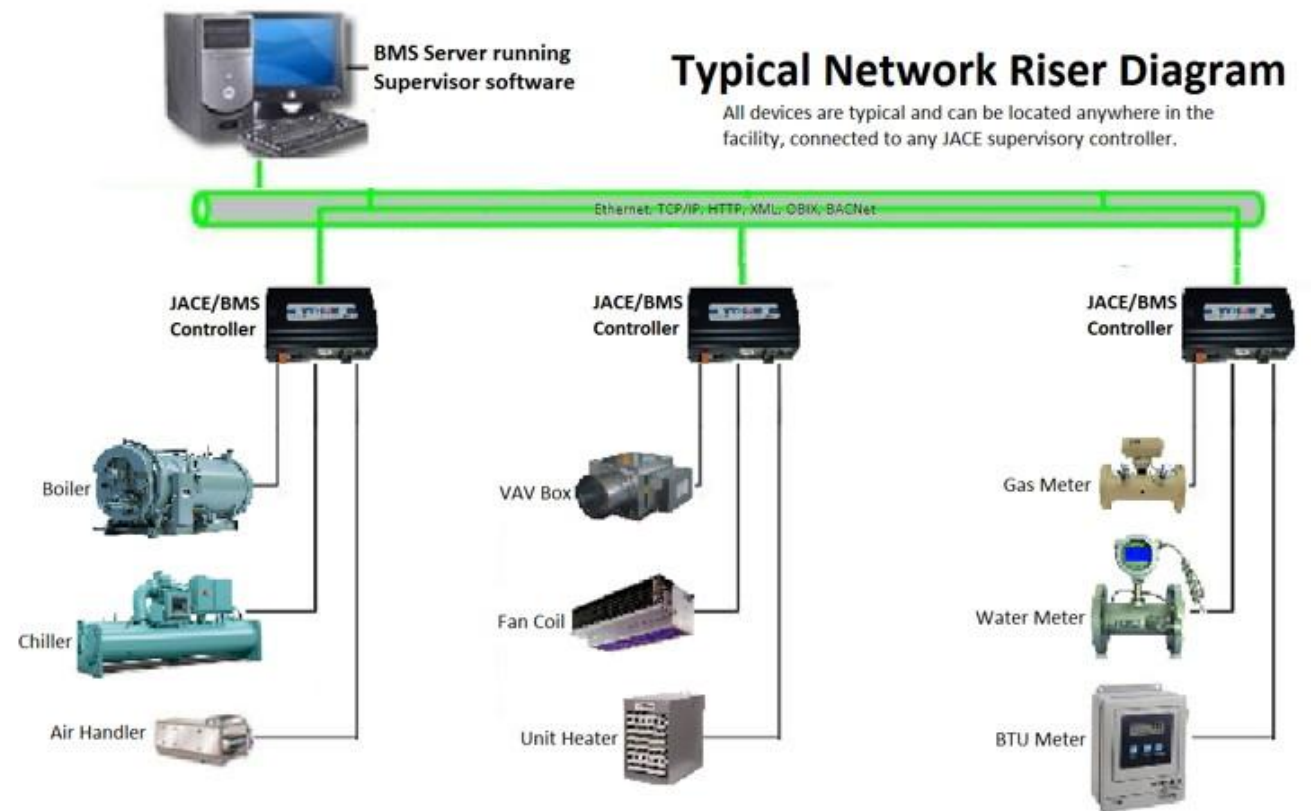 BMS Server running
Supervisor software
Typical Network Riser Diagram
All devices are typical and can be located anywhere in the
facility, connected to any JACE supervisory controller.
Ethernet, TCP/IP, HTTP, XML, OBIX, BACNet
JACE/BMS
Controller
JACE/BMS
Controller
JACE/BMS
Controller
Boiler
VAV Box
Gas Meter
Chiller
Fan Coil
Water Meter
Air Handler
Unit Heater
BTU Meter